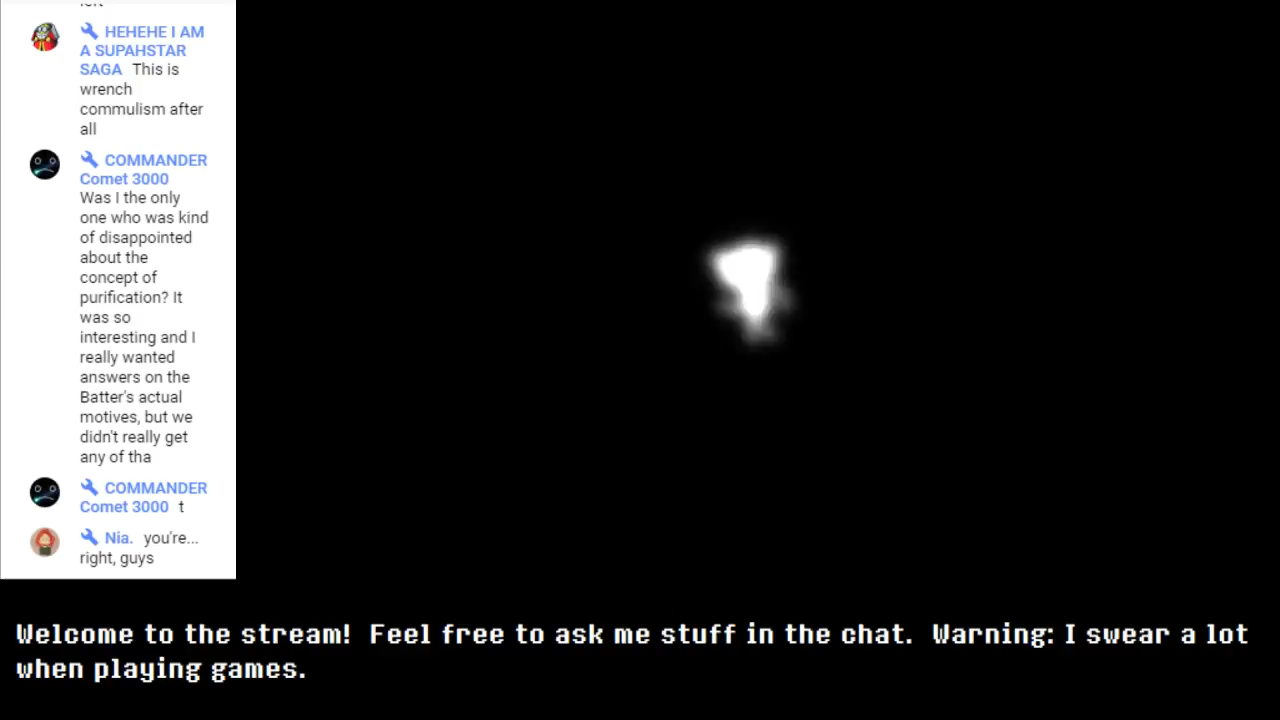 HEHEHE I AM
A SUPAHSTAR
SAGA This is
wrench
commulism after
all
COMMANDER
Comet 3000
Was I the only
one who was kind
of disappointed
about the
concept of
purification? It
was so
interesting and I
really wanted
answers on the
Batter's actual
motives, but we
didn't really get
any of tha
COMMANDER
Comet 3000 t
Nia. you're...
right, guys
Welcome to the stream! Feel free to ask me stuff in the chat. Warning: I swear a lot
when playing games.